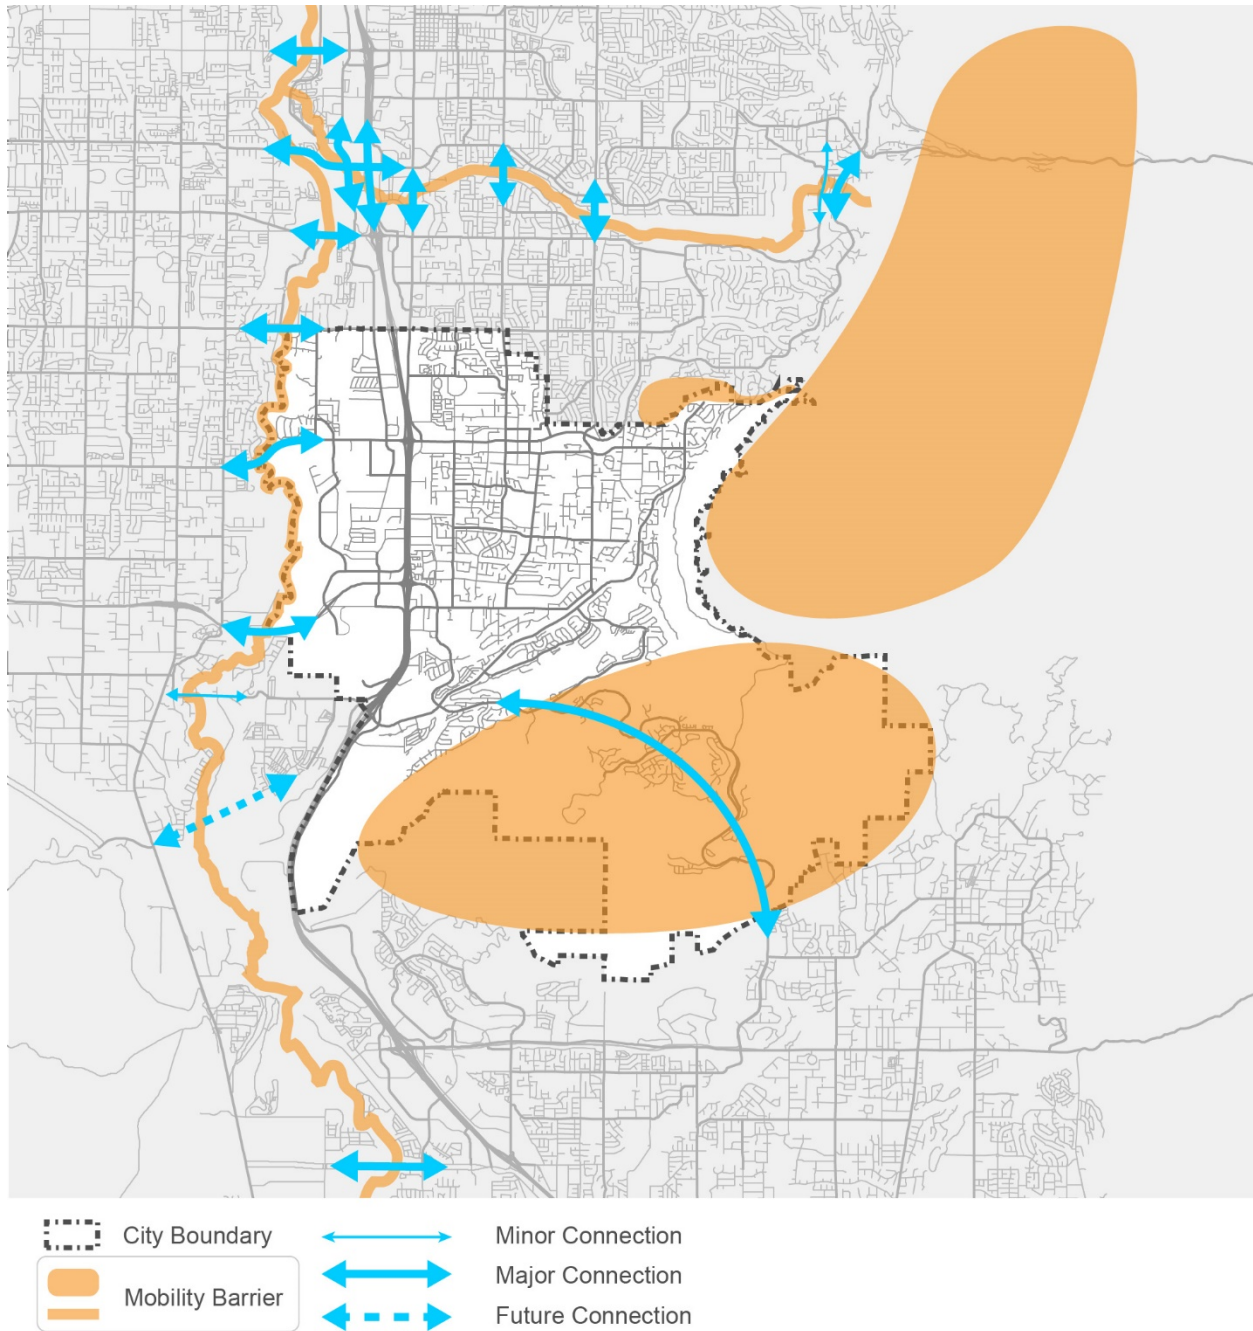 City Boundary
Minor Connection
Mobility Barrier
Major Connection
Future Connection